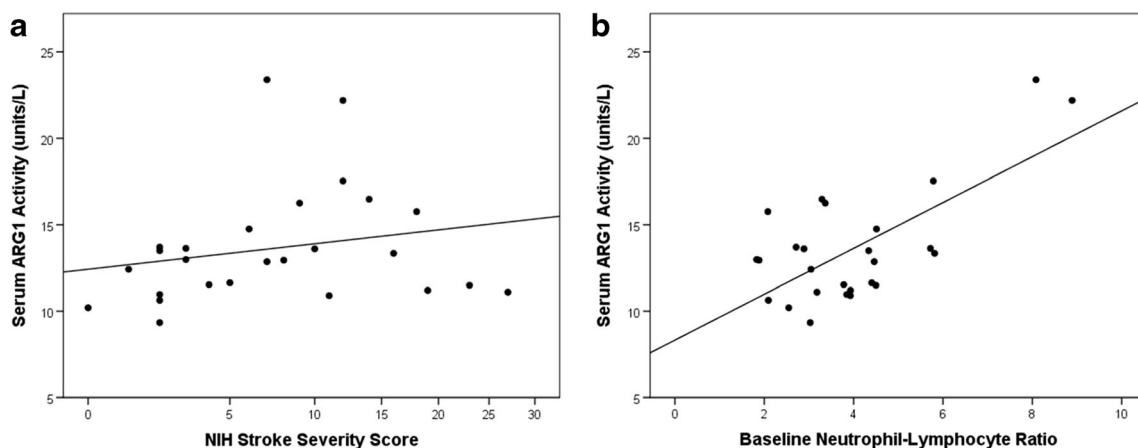 a
Serum ARG1 Activity (units/L)
25
20
15
10
5
0 5 10 15 20 25 30
NIH Stroke Severity Score
b
Serum ARG1 Activity (units/L)
25
20
15
10
5
0 2 4 6 8 10
Baseline Neutrophil-Lymphocyte Ratio